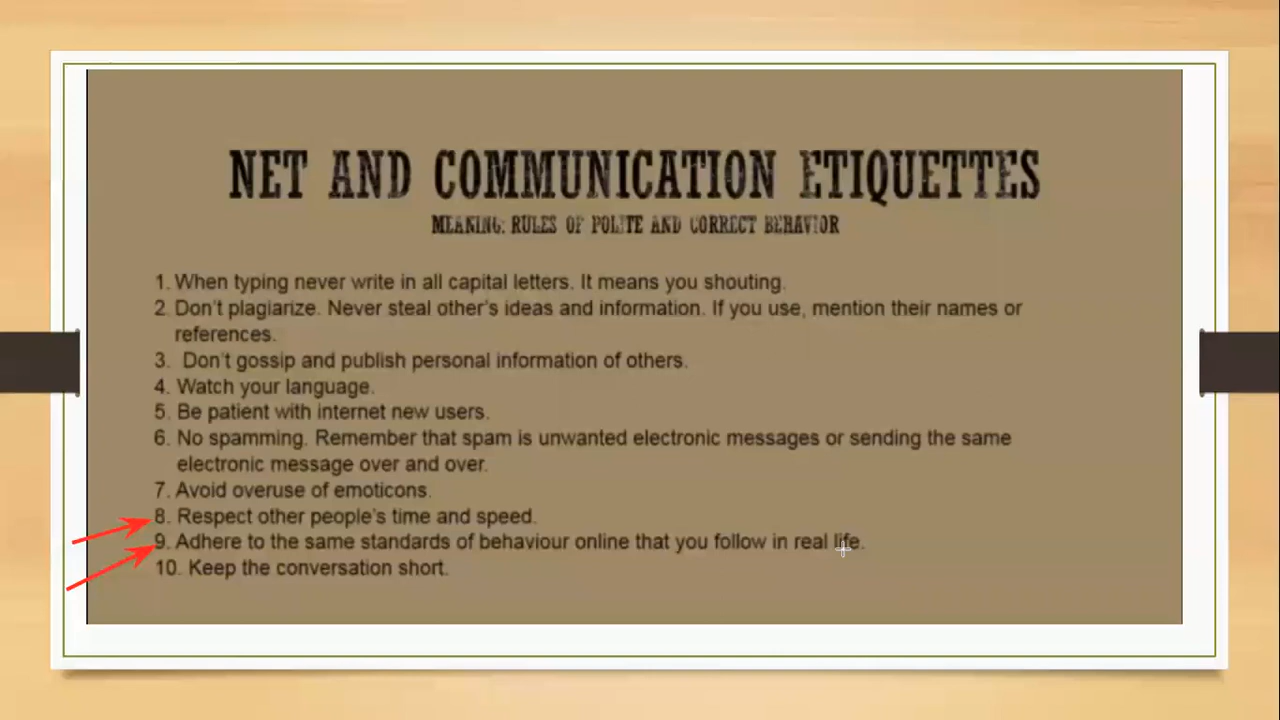 NET AND COMMUNICATION ETIQUETTES
MEANING: RULES OF POLITE AND CORRECT BEHAVIOR
1. When typing never write in all capital letters. It means you shouting.
2. Don't plagiarize. Never steal other's ideas and information. If you use, mention their names or
references.
3. Don't gossip and publish personal information of others.
4. Watch your language.
5. Be patient with internet new users.
6. No spamming. Remember that spam is unwanted electronic messages or sending the same
electronic message over and over.
7. Avoid overuse of emoticons.
8. Respect other people's time and speed.
9. Adhere to the same standards of behaviour online that you follow in real life.
10. Keep the conversation short.